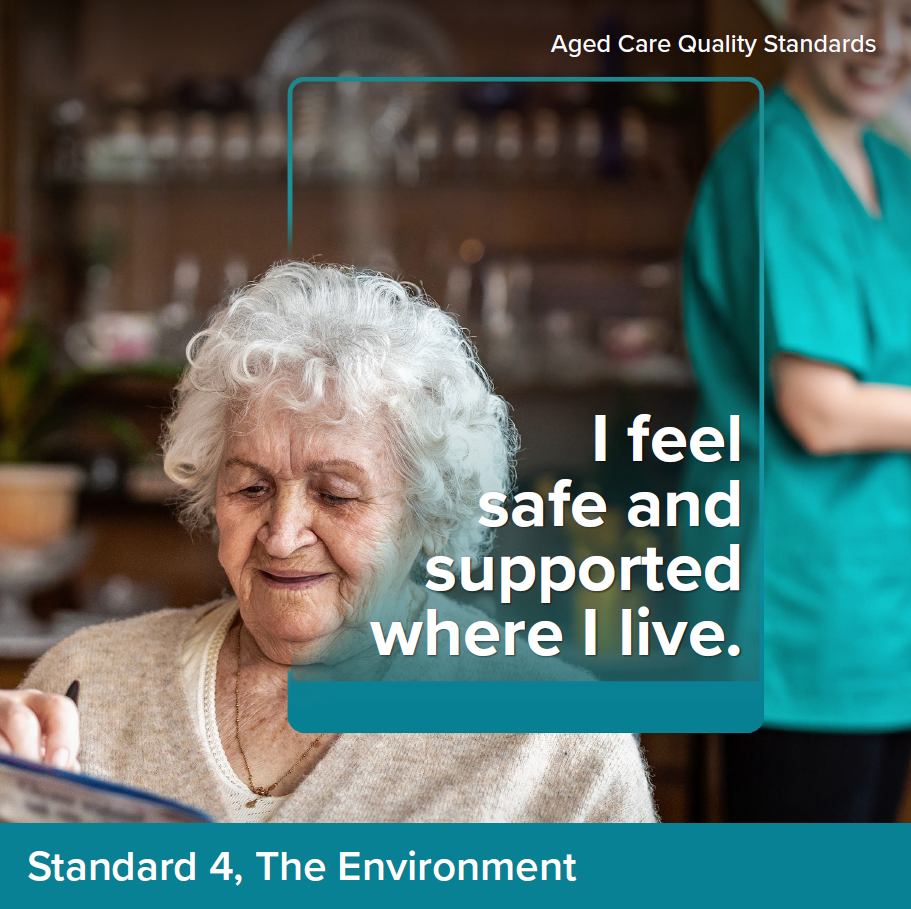 Aged Care Quality Standards
I feel
safe and
supported
where I live.
Standard 4, The Environment